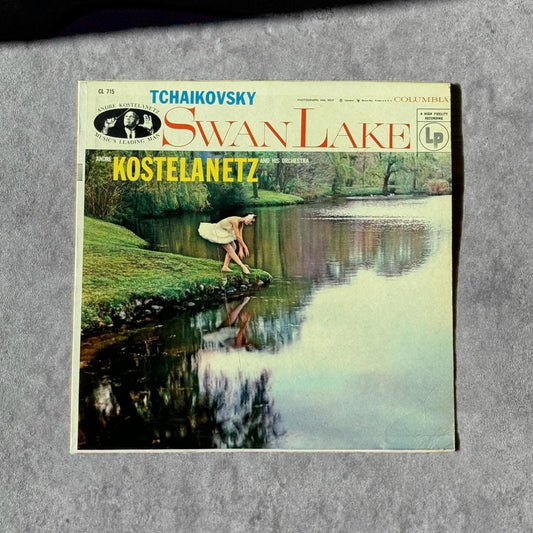 CL 715
TCHAIKOVSKY
COLUMBIA
ANDRE KOSTELANETZ
MUSIC'S LEADING MAN
SWAN LAKE
A HIGH FIDELITY
RECORDING
Lp
ANDRE KOSTELANETZ AND HIS ORCHESTRA